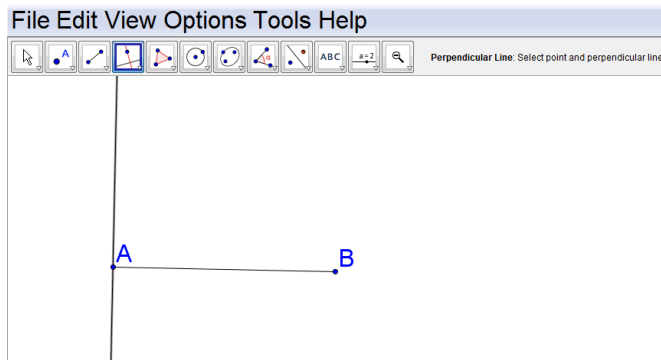 File Edit View Options Tools Help
A ABC a=2 Perpendicular Line: Select point and perpendicular line
A
B